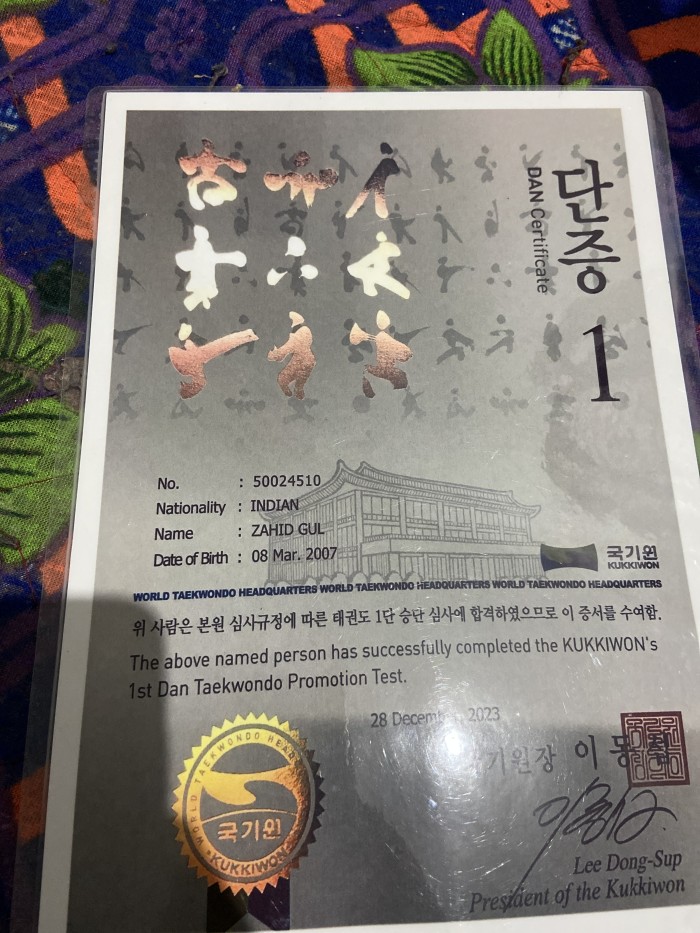 단증
DAN Certificate
1
No. : 50024510
Nationality : INDIAN
Name : ZAHID GUL
Date of Birth : 08 Mar. 2007
국기원
KUKKIWON
WORLD TAEKWONDO HEADQUARTERS WORLD TAEKWONDO HEADQUARTERS WORLD TAEKWONDO HEADQUARTERS
위 사람은 본원 심사규정에 따른 태권도 1단 승단 심사에 합격하였으므로 이 증서를 수여함.
The above named person has successfully completed the KUKKIWON's
1st Dan Taekwondo Promotion Test.
28 December 2023
국기원장 이 동
WORLD TAEKWONDO HEAD
국기원
KUKKIWON
Lee Dong-Sup
President of the Kukkiwon